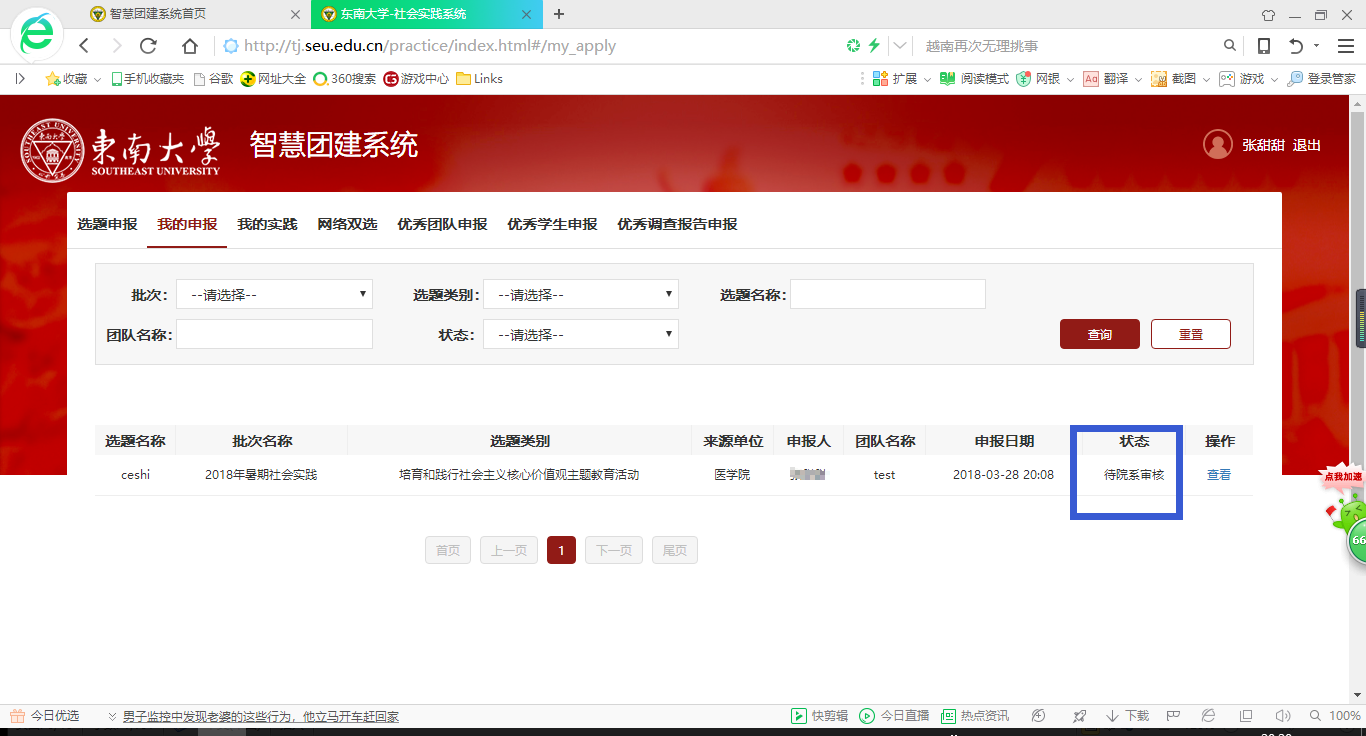 智慧团建系统首页
东南大学-社会实践系统
http://tj.seu.edu.cn/practice/index.html#/my_apply
越南再次无理挑事
收藏 手机收藏夹 谷歌 网址大全 360搜索 游戏中心 Links
扩展 阅读模式 网银 翻译 截图 游戏 登录管家
東南大學
SOUTHEAST UNIVERSITY
智慧团建系统
张甜甜 退出
选题申报 我的申报 我的实践 网络双选 优秀团队申报 优秀学生申报 优秀调查报告申报
批次: --请选择-- 选题类别: --请选择-- 选题名称:
团队名称: 状态: --请选择-- 查询 重置
选题名称 批次名称 选题类别 来源单位 申报人 团队名称 申报日期 状态 操作
ceshi 2018年暑期社会实践 培育和践行社会主义核心价值观主题教育活动 医学院 test 2018-03-28 20:08 待院系审核 查看
点我加速
66
首页 上一页 1 下一页 尾页
今日优选 男子监控中发现老婆的这些行为，他立马开车赶回家 快剪辑 今日直播 热点资讯 下载 100%